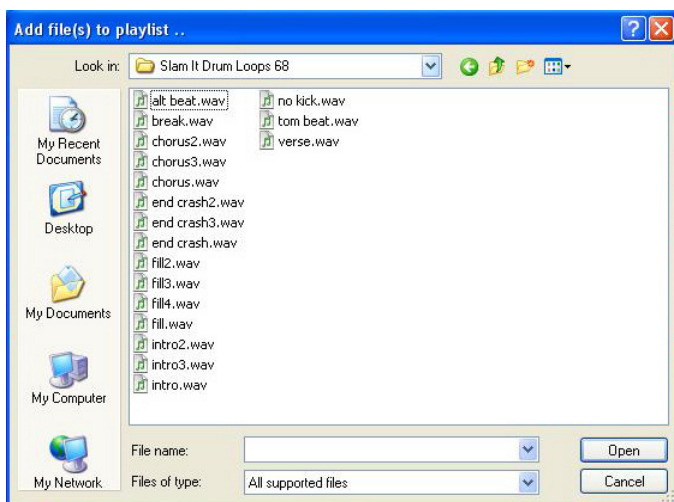 Add file(s) to playlist ..
Look in:
Slam It Drum Loops 68
My Recent
Documents
Desktop
My Documents
My Computer
My Network
alt beat.wav
break.wav
chorus2.wav
chorus3.wav
chorus.wav
end crash2.wav
end crash3.wav
end crash.wav
fill2.wav
fill3.wav
fill4.wav
fill.wav
intro2.wav
intro3.wav
intro.wav
no kick.wav
tom beat.wav
verse.wav
File name:
Open
Files of type:
All supported files
Cancel